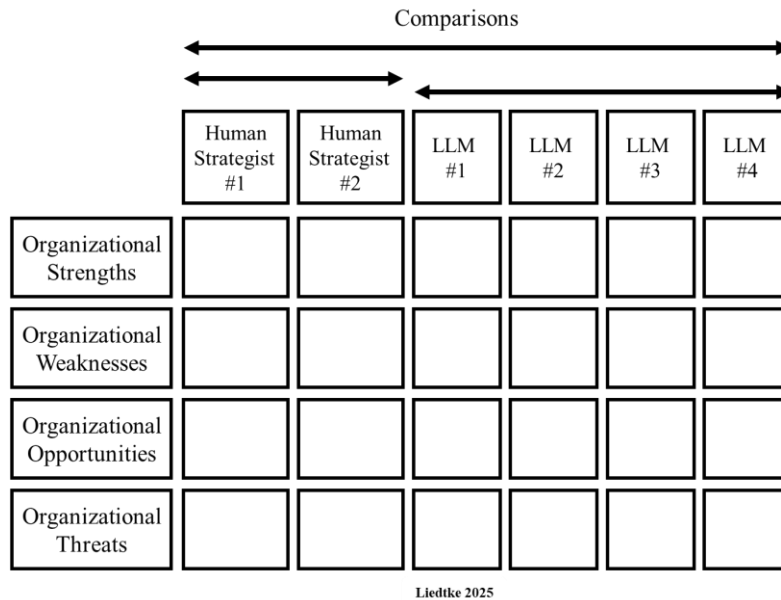 Comparisons
Human
Strategist
#1
Human
Strategist
#2
LLM
#1
LLM
#2
LLM
#3
LLM
#4
Organizational
Strengths
Organizational
Weaknesses
Organizational
Opportunities
Organizational
Threats
Liedtke 2025